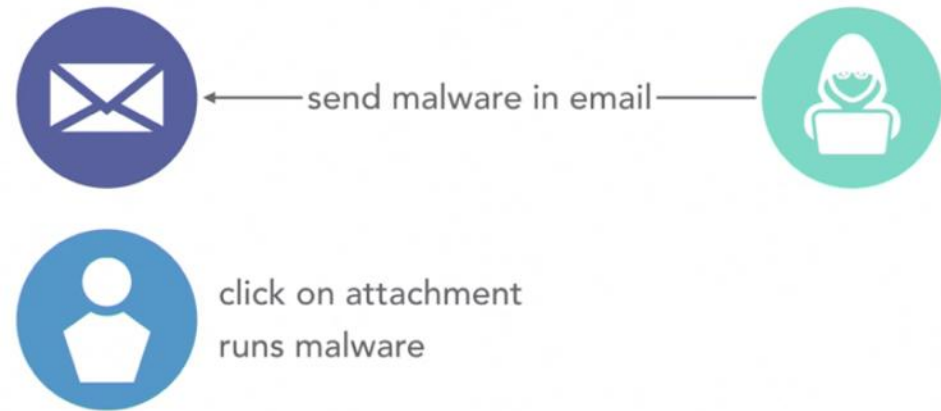 send malware in email
click on attachment
runs malware